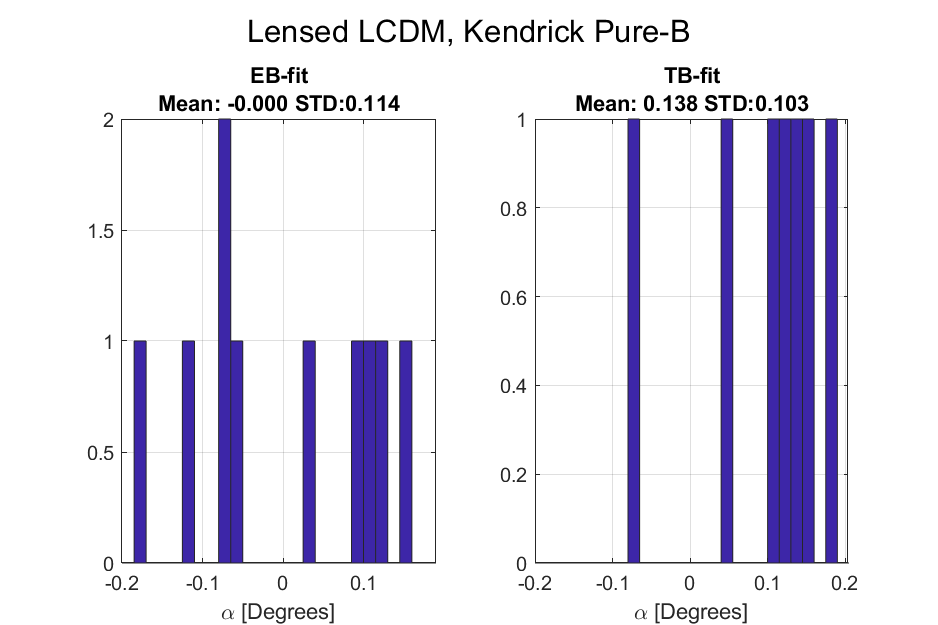 Lensed LCDM, Kendrick Pure-B
EB-fit
Mean: -0.000 STD:0.114
2
1.5
1
0.5
0
-0.2
-0.1
0
0.1
α [Degrees]
TB-fit
Mean: 0.138 STD:0.103
1
0.8
0.6
0.4
0.2
0
-0.2
-0.1
0
0.1
0.2
α [Degrees]